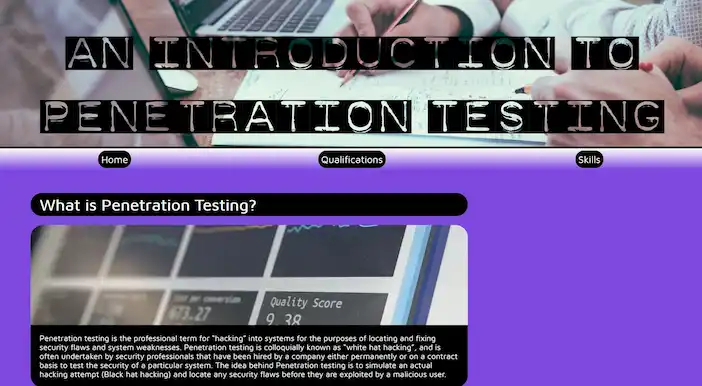 AN INTRODUCTION TO
PENETRATION TESTING
Home
Qualifications
Skills
What is Penetration Testing?
Cost per conversion
673.27
Quality Score
9.38
Penetration testing is the professional term for "hacking" into systems for the purposes of locating and fixing
security flaws and system weaknesses. Penetration testing is colloquially known as "white hat hacking", and is
often undertaken by security professionals that have been hired by a company either permanently or on a contract
basis to test the security of a particular system. The idea behind Penetration testing is to simulate an actual
hacking attempt (Black hat hacking) and locate any security flaws before they are exploited by a malicious user.